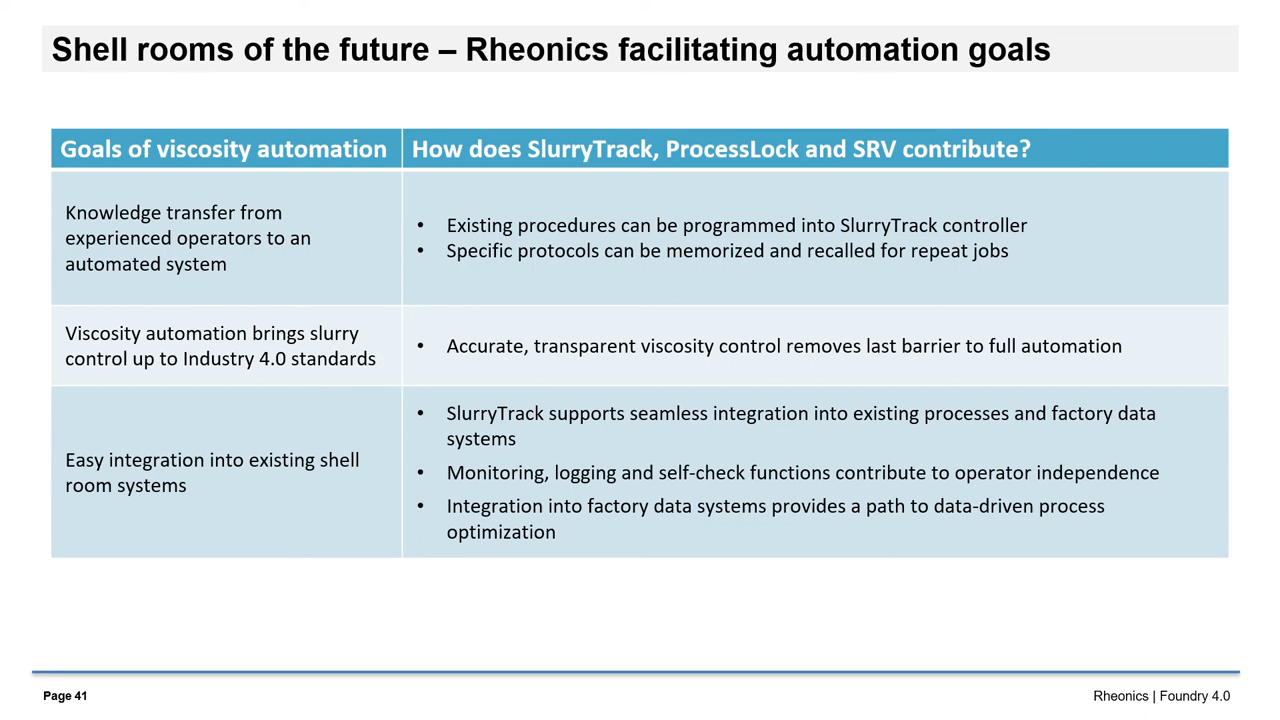 Shell rooms of the future – Rheonics facilitating automation goals
Goals of viscosity automation
How does SlurryTrack, ProcessLock and SRV contribute?
Knowledge transfer from
experienced operators to an
automated system
• Existing procedures can be programmed into SlurryTrack controller
• Specific protocols can be memorized and recalled for repeat jobs
Viscosity automation brings slurry
control up to Industry 4.0 standards
• Accurate, transparent viscosity control removes last barrier to full automation
Easy integration into existing shell
room systems
• SlurryTrack supports seamless integration into existing processes and factory data
systems
• Monitoring, logging and self-check functions contribute to operator independence
• Integration into factory data systems provides a path to data-driven process
optimization
Page 41
Rheonics | Foundry 4.0